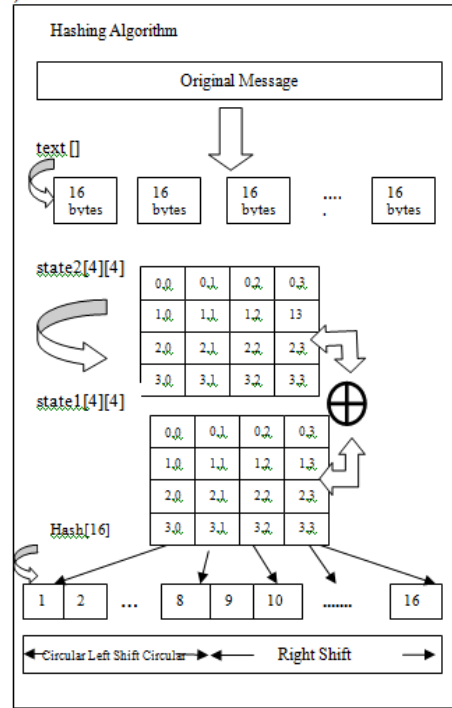 Hashing Algorithm
Original Message
text []
16 bytes
16 bytes
16 bytes
.... .
16 bytes
state2[4][4]
0,0 0,1 0,2 0,3
1,0 1,1 1,2 13
2,0 2,1 2,2 2,3
3,0 3,1 3,2 3,3
state1[4][4]
0,0 0,1 0,2 0,3
1,0 1,1 1,2 1,3
2,0 2,1 2,2 2,3
3,0 3,1 3,2 3,3
Hash[16]
1 2 ... 8 9 10 ....... 16
Circular Left Shift Circular Right Shift